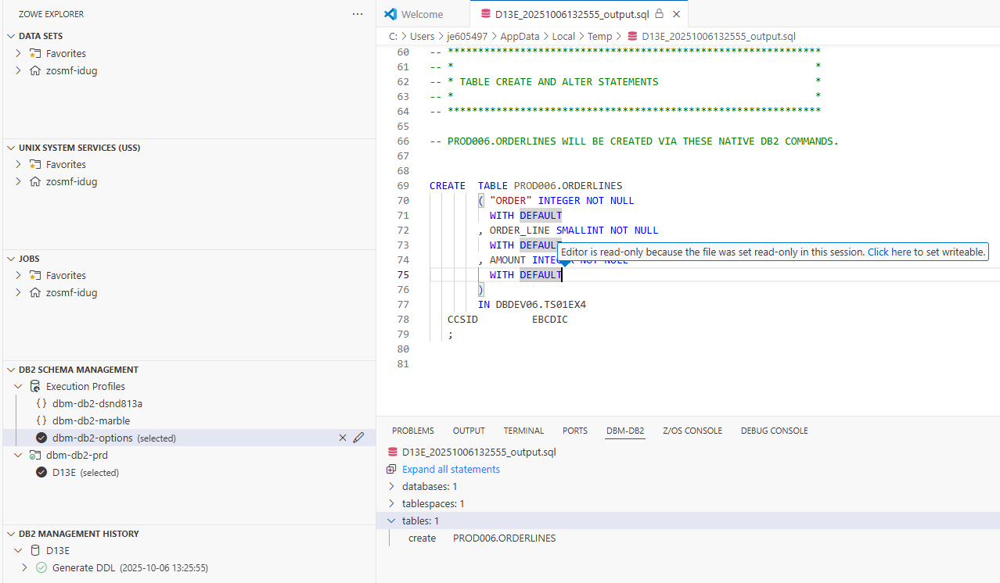 ZOWE EXPLORER
DATA SETS
Favorites
zosmf-idug
UNIX SYSTEM SERVICES (USS)
Favorites
zosmf-idug
JOBS
Favorites
zosmf-idug
DB2 SCHEMA MANAGEMENT
Execution Profiles
{} dbm-db2-dsnd813a
{} dbm-db2-marble
dbm-db2-options (selected)
dbm-db2-prd
D13E (selected)
DB2 MANAGEMENT HISTORY
D13E
Generate DDL (2025-10-06 13:25:55)
Welcome
D13E_20251006132555_output.sql
C: > Users > je605497 > AppData > Local > Temp > D13E_20251006132555_output.sql
60 -- **************************************************************
61 -- * *
62 -- * TABLE CREATE AND ALTER STATEMENTS *
63 -- * *
64 -- **************************************************************
65
66 -- PROD006.ORDERLINES WILL BE CREATED VIA THESE NATIVE DB2 COMMANDS.
67
68
69 CREATE TABLE PROD006.ORDERLINES
70 ( "ORDER" INTEGER NOT NULL
71 WITH DEFAULT
72 , ORDER_LINE SMALLINT NOT NULL
73 WITH DEFAULT
Editor is read-only because the file was set read-only in this session. Click here to set writeable.
74 , AMOUNT INTEGER NOT NULL
75 WITH DEFAULT
76 )
77 IN DBDEV06.TS01EX4
78 CCSID EBCDIC
79 ;
80
81
PROBLEMS OUTPUT TERMINAL PORTS DBM-DB2 Z/OS CONSOLE DEBUG CONSOLE
D13E_20251006132555_output.sql
Expand all statements
databases: 1
tablespaces: 1
tables: 1
create PROD006.ORDERLINES